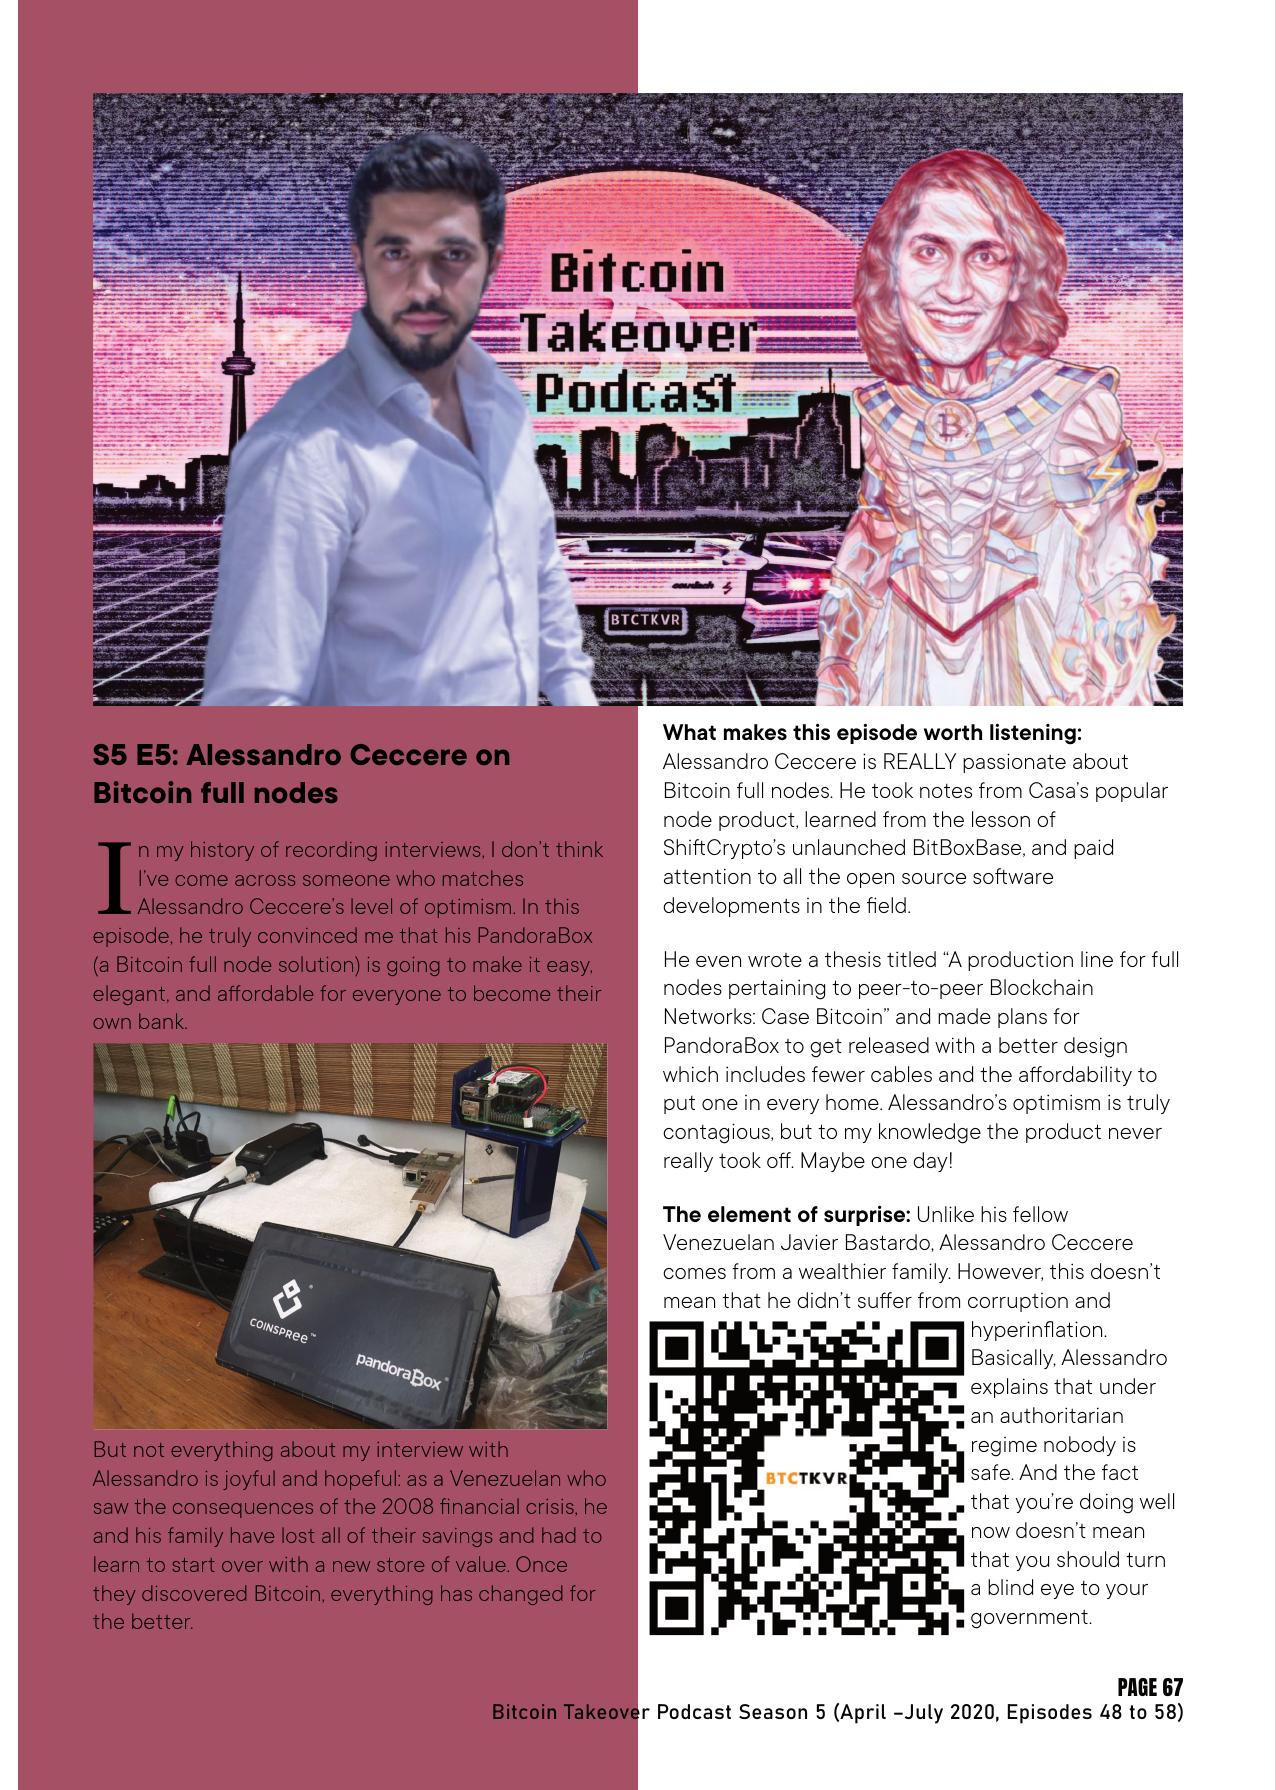 Bitcoin
Takeover
Podcast
BTCTKVR
S5 E5: Alessandro Ceccere on
Bitcoin full nodes
In my history of recording interviews, I don't think
I've come across someone who matches
Alessandro Ceccere's level of optimism. In this
episode, he truly convinced me that his PandoraBox
(a Bitcoin full node solution) is going to make it easy,
elegant, and affordable for everyone to become their
own bank.
COINSPRee™
pandoraBox
But not everything about my interview with
Alessandro is joyful and hopeful: as a Venezuelan who
saw the consequences of the 2008 financial crisis, he
and his family have lost all of their savings and had to
learn to start over with a new store of value. Once
they discovered Bitcoin, everything has changed for
the better.
What makes this episode worth listening:
Alessandro Ceccere is REALLY passionate about
Bitcoin full nodes. He took notes from Casa's popular
node product, learned from the lesson of
ShiftCrypto's unlaunched BitBoxBase, and paid
attention to all the open source software
developments in the field.
He even wrote a thesis titled “A production line for full
nodes pertaining to peer-to-peer Blockchain
Networks: Case Bitcoin” and made plans for
PandoraBox to get released with a better design
which includes fewer cables and the affordability to
put one in every home. Alessandro's optimism is truly
contagious, but to my knowledge the product never
really took off. Maybe one day!
The element of surprise: Unlike his fellow
Venezuelan Javier Bastardo, Alessandro Ceccere
comes from a wealthier family. However, this doesn't
mean that he didn't suffer from corruption and
hyperinflation.
Basically, Alessandro
explains that under
an authoritarian
regime nobody is
safe. And the fact
that you're doing well
now doesn't mean
that you should turn
a blind eye to your
government.
BTCTKVR
PAGE 67
Bitcoin Takeover Podcast Season 5 (April –July 2020, Episodes 48 to 58)